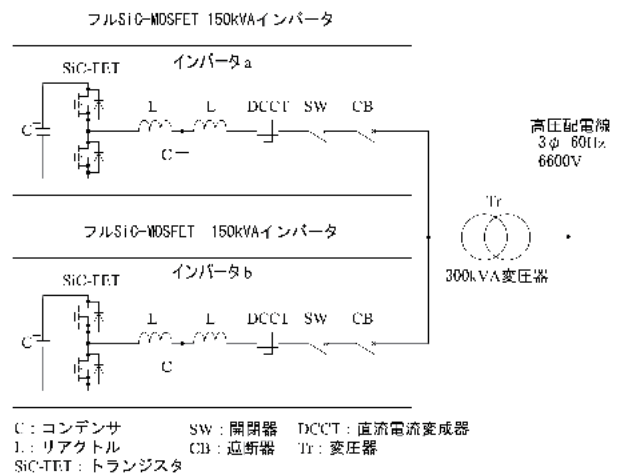 フルSiC-MOSFET 150kVAインバータ
インバータa
SiC-FET
L
L
DCCT
SW
CB
C
C
高圧配電線
3φ 60Hz
6600V
Tr
300kVA変圧器
フルSiC-MOSFET 150kVAインバータ
インバータb
SiC-FET
L
L
DCCT
SW
CB
C
C
C：コンデンサ SW：開閉器 DCCT：直流電流変成器
L：リアクトル CB：遮断器 Tr：変圧器
SiC-FET：トランジスタ